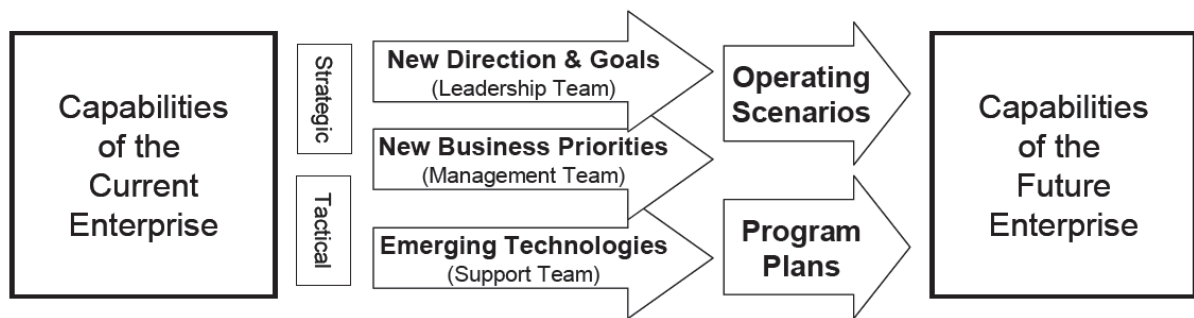 Capabilities
of the
Current
Enterprise
Strategic
Tactical
New Direction & Goals
(Leadership Team)
New Business Priorities
(Management Team)
Emerging Technologies
(Support Team)
Operating
Scenarios
Program
Plans
Capabilities
of the
Future
Enterprise